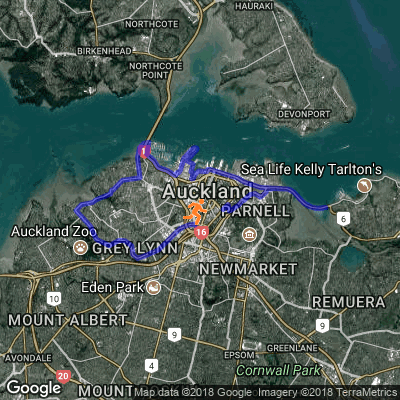 HAURAKI
NORTHCOTE
BIRKENHEAD
NORTHCOTE
POINT
DEVONPORT
1
Sea Life Kelly Tarlton's
Auckland
PARNELL
6
Auckland Zoo
16
GREY LYNN
NEWMARKET
Eden Park
10
REMUERA
MOUNT ALBERT
9
AVONDALE
GREENLANE
EPSOM
4
Cornwall Park
20
9
MOUNT
10
Google
Map data ©2018 Google Imagery ©2018 TerraMetrics